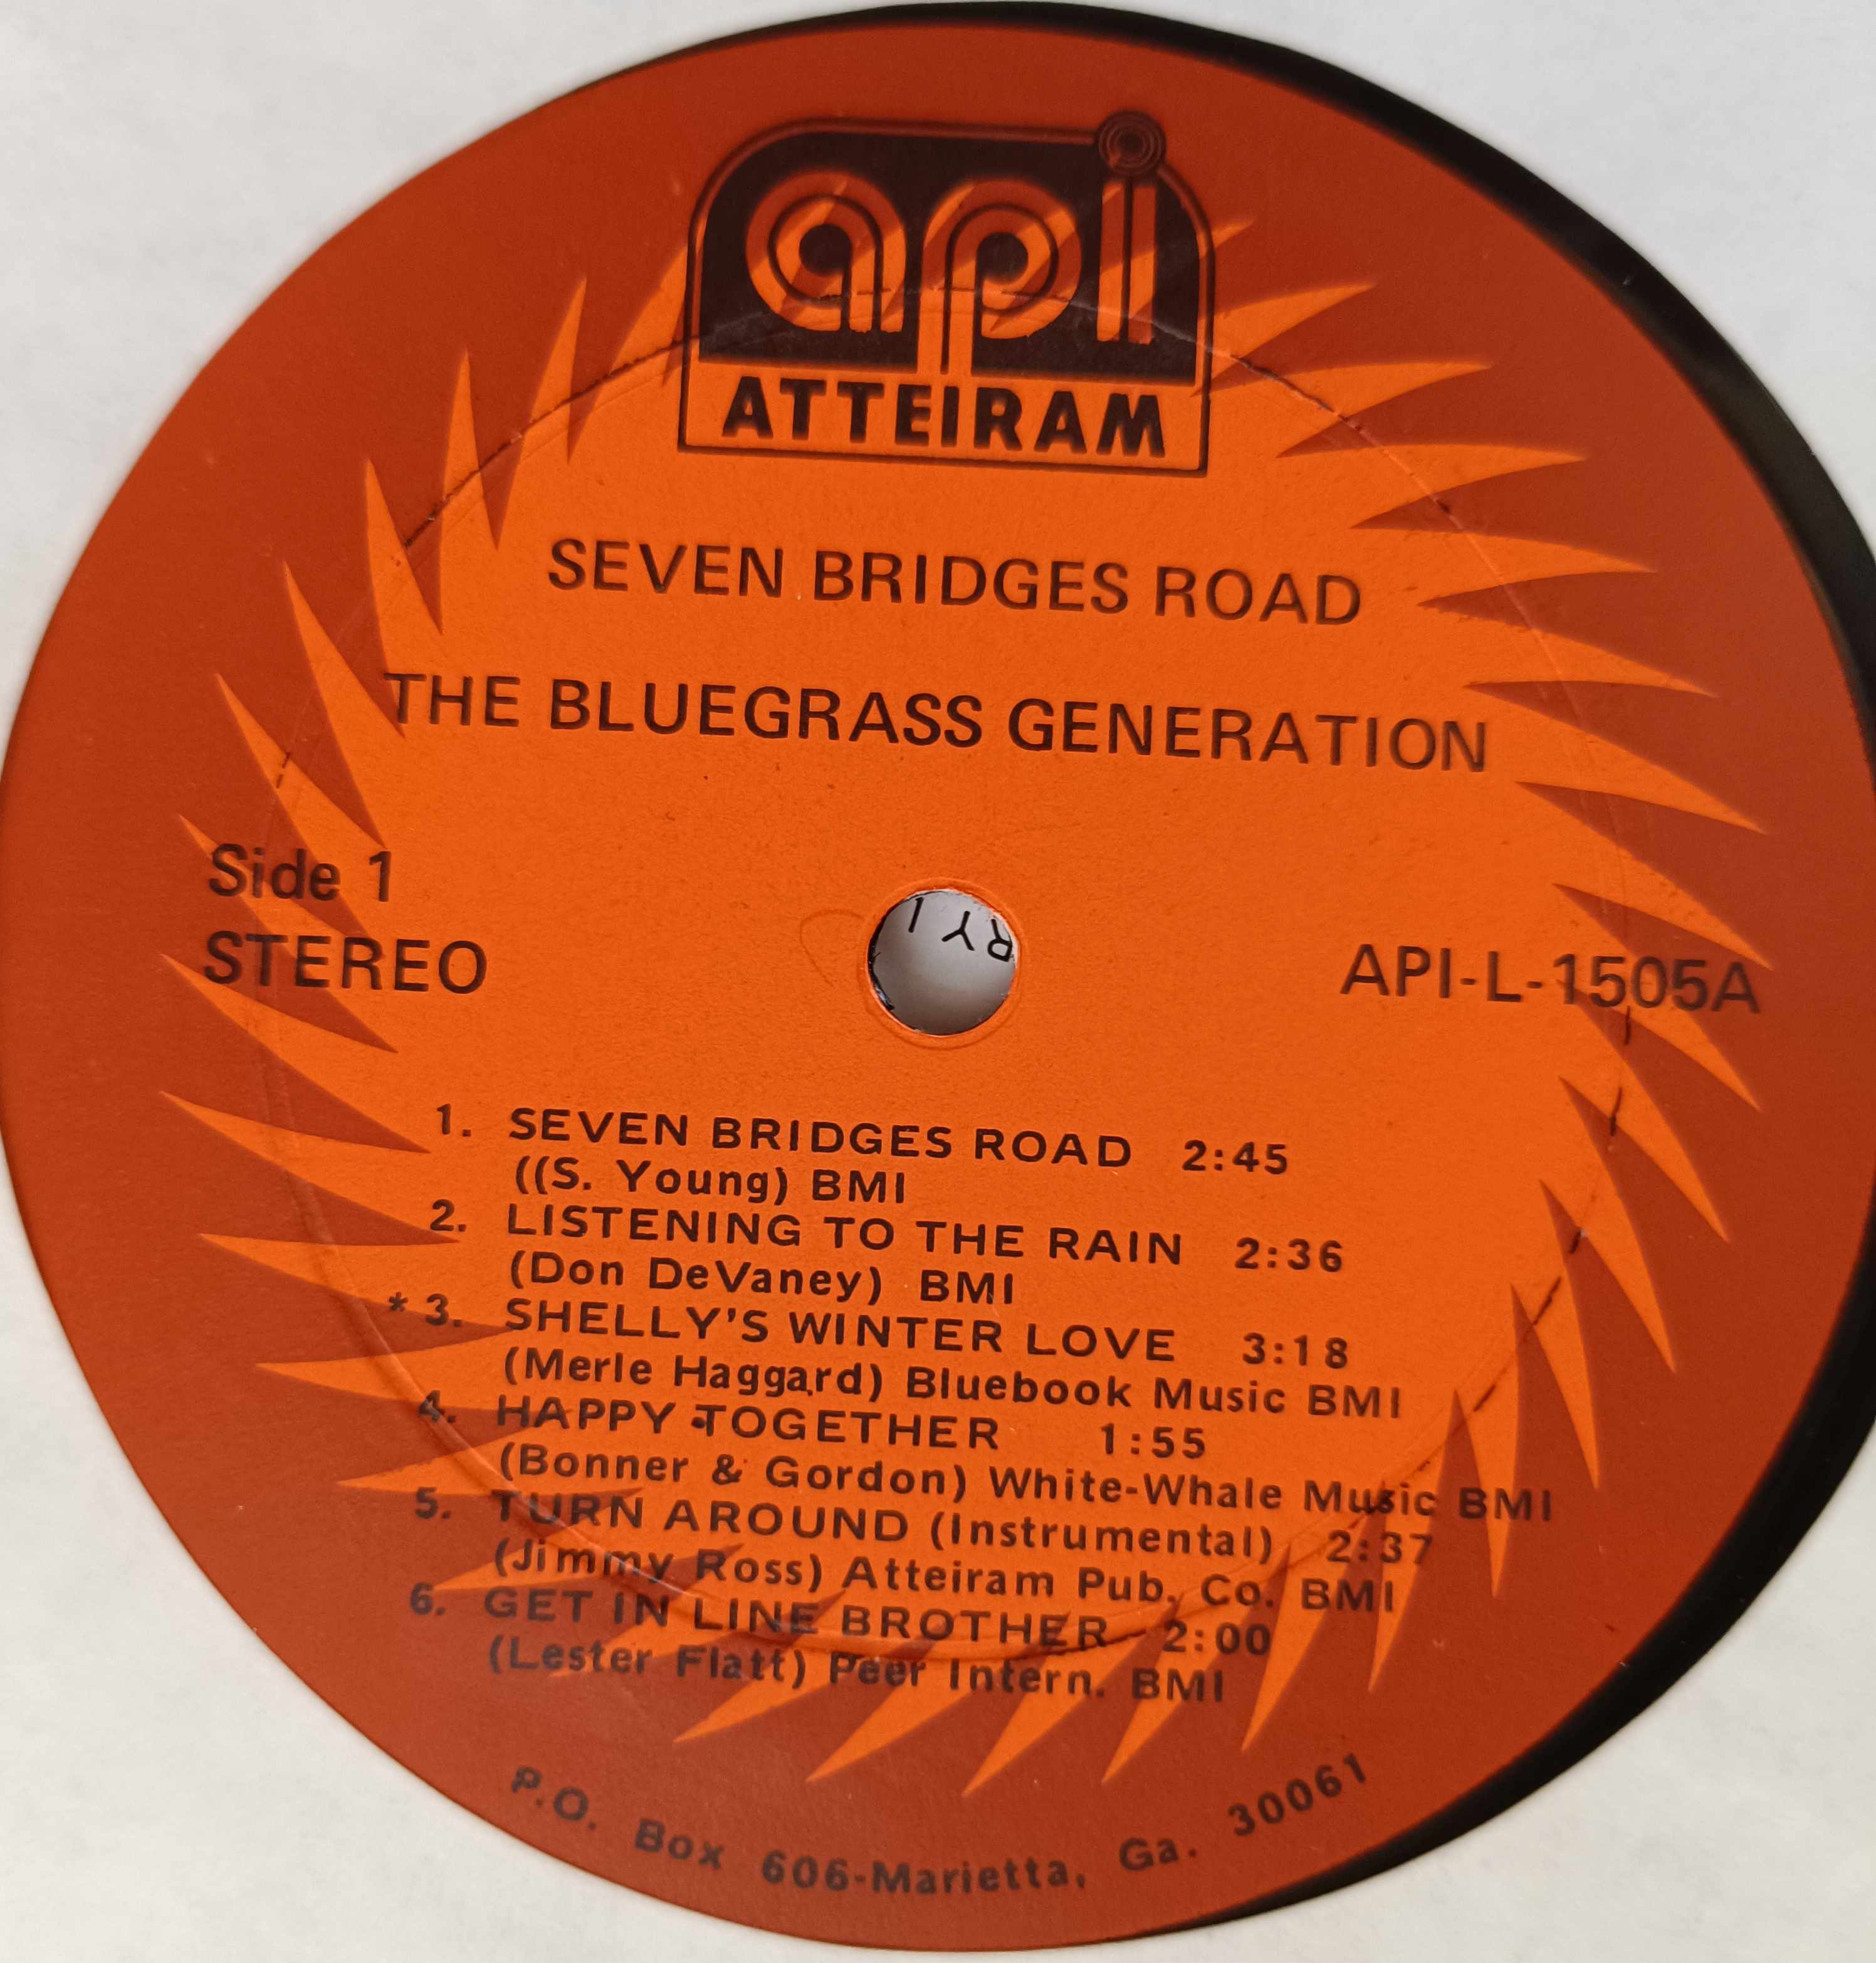 api
ATTEIRAM
SEVEN BRIDGES ROAD
THE BLUEGRASS GENERATION
Side 1
STEREO
API-L-1505A
RY
1. SEVEN BRIDGES ROAD 2:45
((S. Young) BMI
2. LISTENING TO THE RAIN 2:36
(Don DeVaney) BMI
* 3. SHELLY'S WINTER LOVE 3:18
(Merle Haggard) Bluebook Music BMI
4. HAPPY TOGETHER 1:55
(Bonner & Gordon) White-Whale Music BMI
5. TURN AROUND (Instrumental) 2:37
(Jimmy Ross) Atteiram Pub. Co. BMI
6. GET IN LINE BROTHER 2:00
(Lester Flatt) Peer Intern. BMI
P.O. Box 606-Marietta, Ga. 30061